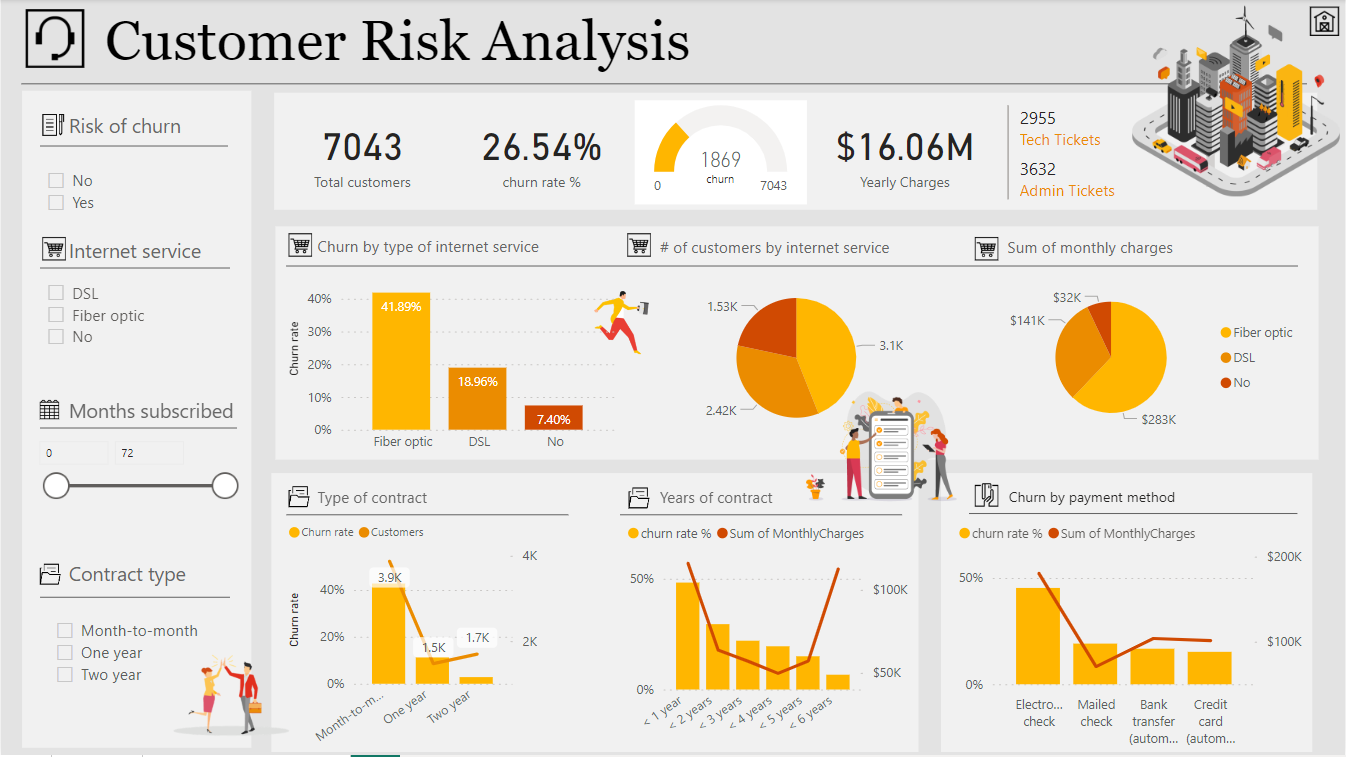 Customer Risk Analysis
Risk of churn
No
Yes
Internet service
DSL
Fiber optic
No
Months subscribed
0
72
Contract type
Month-to-month
One year
Two year
7043
Total customers
26.54%
churn rate %
1869
churn
0
7043
$16.06M
Yearly Charges
2955
Tech Tickets
3632
Admin Tickets
Churn by type of internet service
Churn rate
40%
30%
20%
10%
0%
41.89%
18.96%
7.40%
Fiber optic
DSL
No
# of customers by internet service
1.53K
3.1K
2.42K
Sum of monthly charges
$32K
$141K
$283K
Fiber optic
DSL
No
Type of contract
Churn rate
Customers
Churn rate
40%
20%
0%
4K
2K
3.9K
1.5K
1.7K
Month-to-m...
One year
Two year
Years of contract
churn rate %
Sum of MonthlyCharges
50%
0%
$100K
$50K
< 1 year
< 2 years
< 3 years
< 4 years
< 5 years
< 6 years
Churn by payment method
churn rate %
Sum of MonthlyCharges
50%
0%
$200K
$100K
Electro...
check
Mailed
check
Bank
transfer
(autom...
Credit
card
(autom...